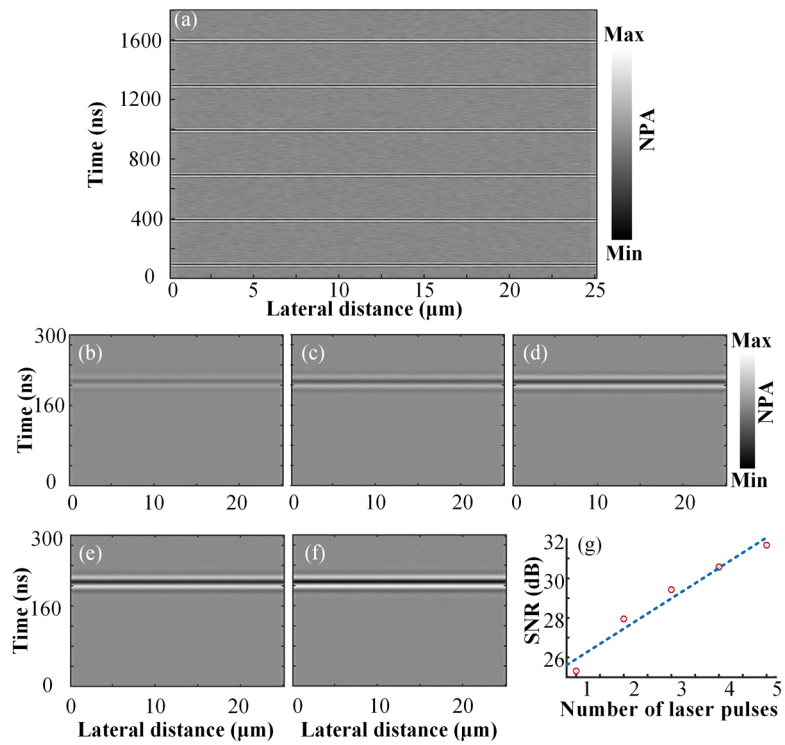 (a)
Time (ns)
1600
1200
800
400
0
0 5 10 15 20 25
Lateral distance (μm)
Max
NPA
Min
(b)
Time (ns)
300
160
0
0 10 20
(c)
0 10 20
(d)
0 10 20
Max
NPA
Min
(e)
Time (ns)
300
160
0
0 10 20
Lateral distance (μm)
(f)
0 10 20
Lateral distance (μm)
(g)
SNR (dB)
32
30
28
26
1 2 3 4 5
Number of laser pulses